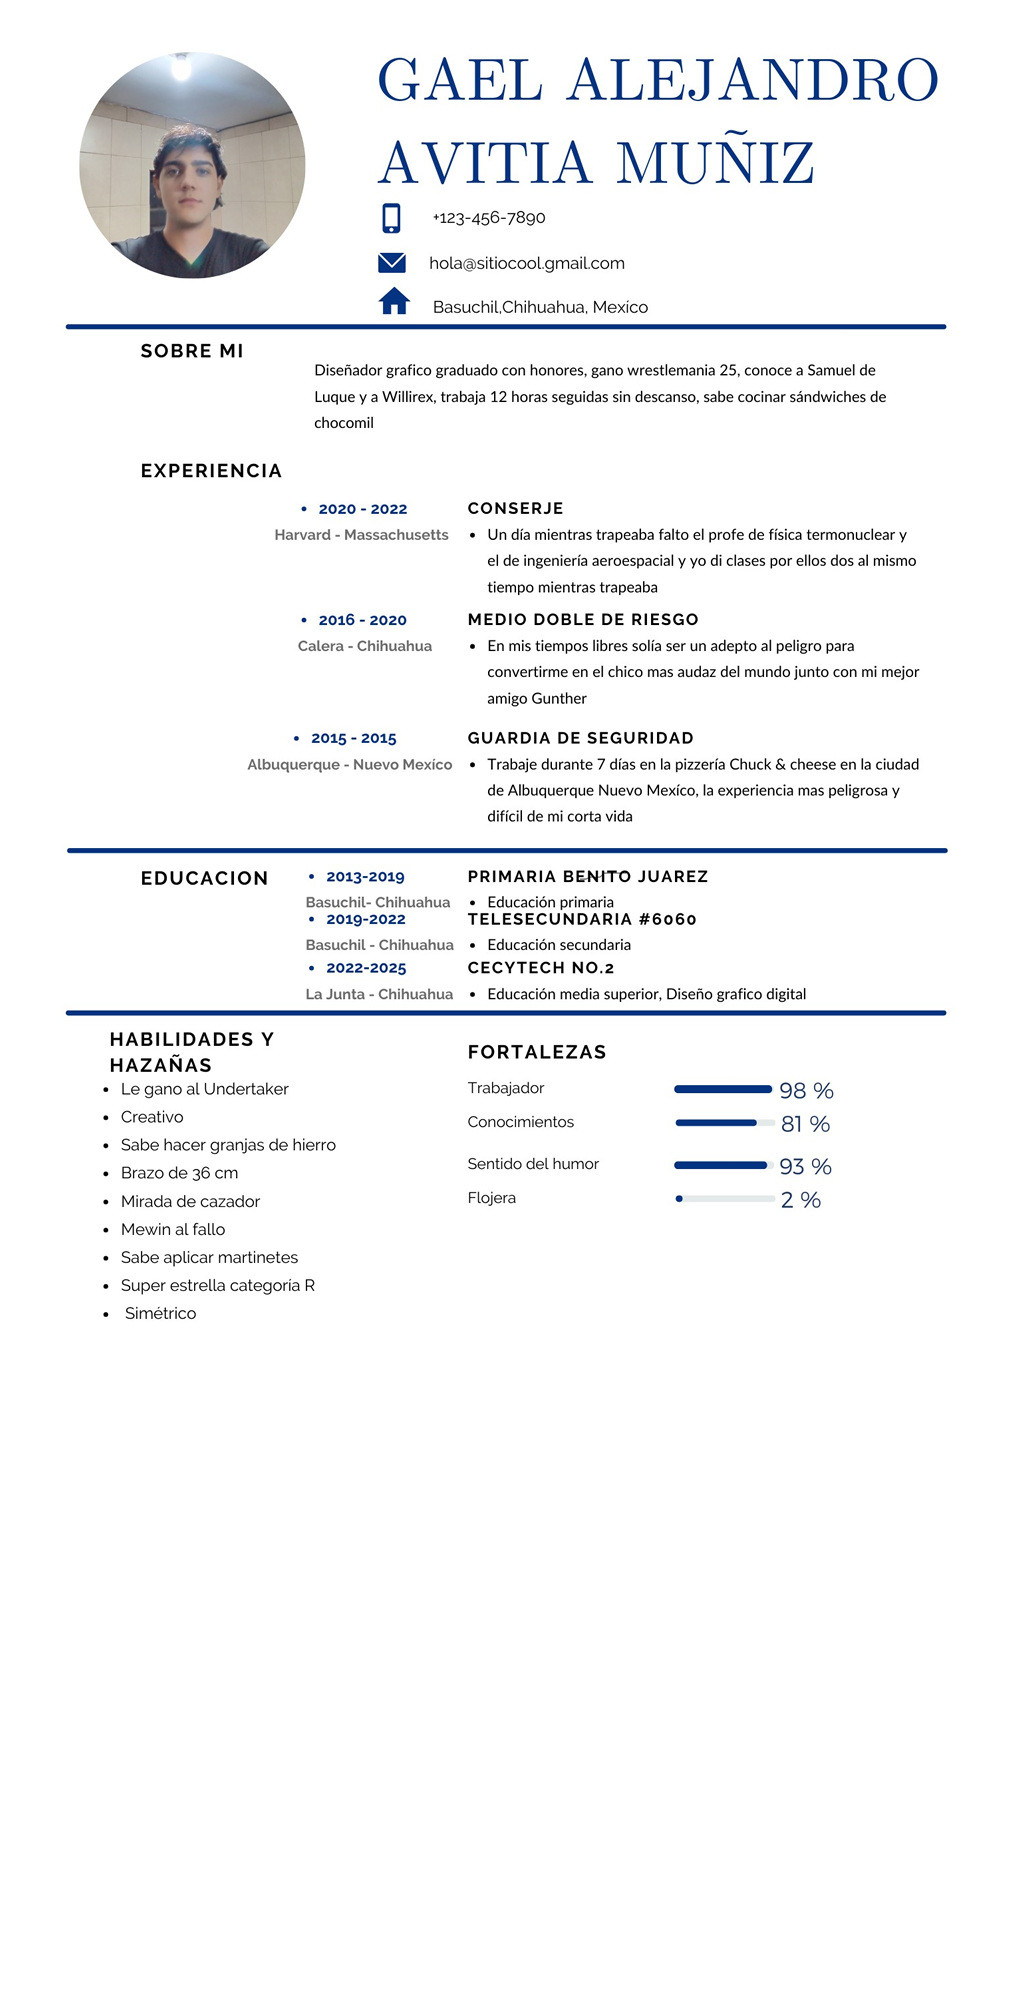 GAEL ALEJANDRO
AVITIA MUÑIZ
+123-456-7890
hola@sitiocool.gmail.com
Basuchil,Chihuahua, Mexíco
SOBRE MI
Diseñador grafico graduado con honores, gano wrestlemania 25, conoce a Samuel de
Luque y a Willirex, trabaja 12 horas seguidas sin descanso, sabe cocinar sándwiches de
chocomil
EXPERIENCIA
• 2020 - 2022
Harvard - Massachusetts
CONSERJE
• Un día mientras trapeaba falto el profe de física termonuclear y
el de ingeniería aeroespacial y yo di clases por ellos dos al mismo
tiempo mientras trapeaba
• 2016 - 2020
Calera - Chihuahua
MEDIO DOBLE DE RIESGO
• En mis tiempos libres solía ser un adepto al peligro para
convertirme en el chico mas audaz del mundo junto con mi mejor
amigo Gunther
• 2015 - 2015
Albuquerque - Nuevo Mexíco
GUARDIA DE SEGURIDAD
• Trabaje durante 7 días en la pizzería Chuck & cheese en la ciudad
de Albuquerque Nuevo Mexíco, la experiencia mas peligrosa y
difícil de mi corta vida
EDUCACION
• 2013-2019
Basuchil- Chihuahua
PRIMARIA BENITO JUAREZ
• Educación primaria
• 2019-2022
Basuchil - Chihuahua
TELESECUNDARIA #6060
• Educación secundaria
• 2022-2025
La Junta - Chihuahua
CECYTECH NO.2
• Educación media superior, Diseño grafico digital
HABILIDADES Y
HAZAÑAS
• Le gano al Undertaker
• Creativo
• Sabe hacer granjas de hierro
• Brazo de 36 cm
• Mirada de cazador
• Mewin al fallo
• Sabe aplicar martinetes
• Super estrella categoría R
• Simétrico
FORTALEZAS
Trabajador 98 %
Conocimientos 81 %
Sentido del humor 93 %
Flojera 2 %